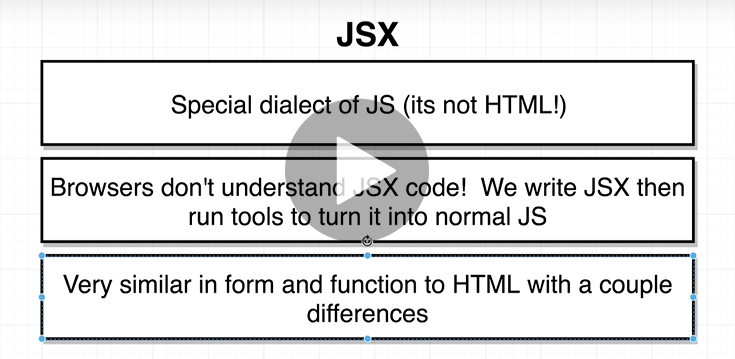 JSX
Special dialect of JS (its not HTML!)
Browsers don't understand JSX code!  We write JSX then
run tools to turn it into normal JS
Very similar in form and function to HTML with a couple
differences